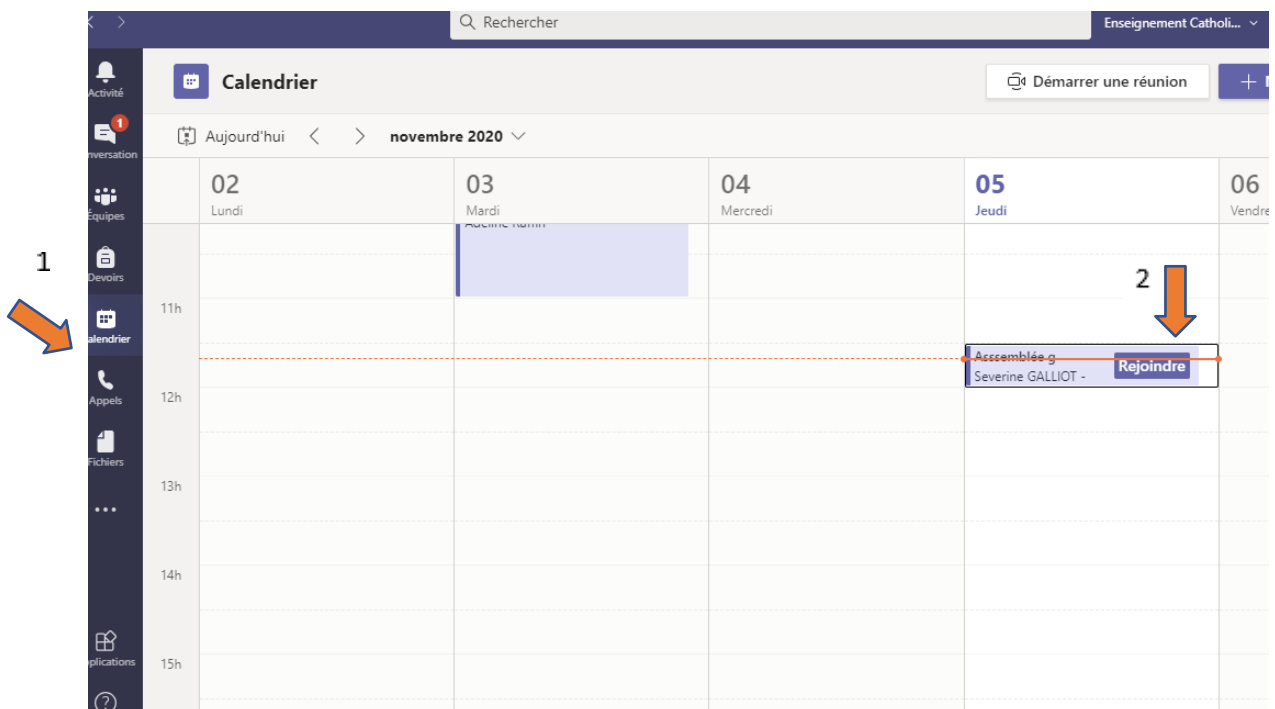 Rechercher
Enseignement Catholi...
Activité
Calendrier
Démarrer une réunion
1
nversation
Aujourd'hui
novembre 2020
Équipes
02
03
04
05
06
Lundi
Mardi
Mercredi
Jeudi
Vendre
1
Devoirs
2
11h
alendrier
Asssemblée g
Rejoindre
Severine GALLIOT -
Appels
12h
Fichiers
13h
14h
plications
15h